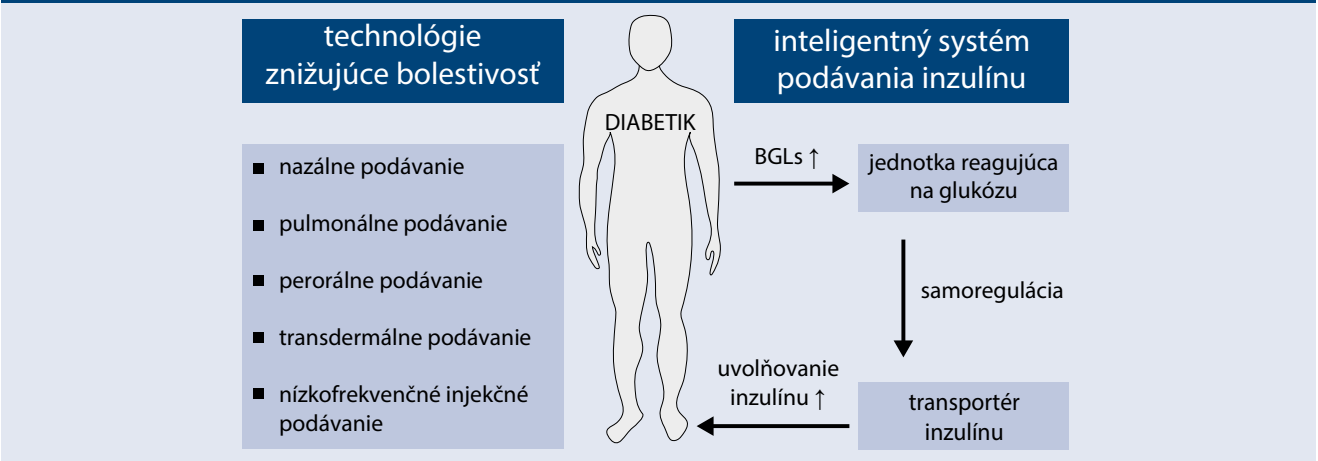 technológie
znižujúce bolestivosť
■ nazálne podávanie
■ pulmonálne podávanie
■ perorálne podávanie
■ transdermálne podávanie
■ nízkofrekvenčné injekčné
podávanie
DIABETIK
inteligentný systém
podávania inzulínu
BGLs ↑
jednotka reagujúca
na glukózu
samoregulácia
uvolňovanie
inzulínu ↑
transportér
inzulínu